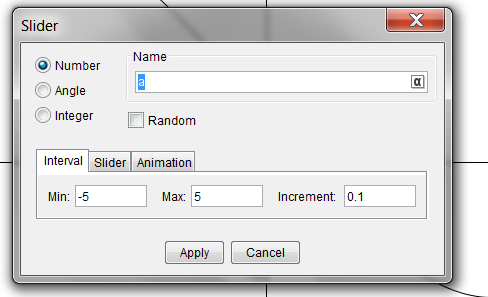 Slider
Number
Angle
Integer
Name
a
α
Random
Interval Slider Animation
Min: -5 Max: 5 Increment: 0.1
Apply Cancel